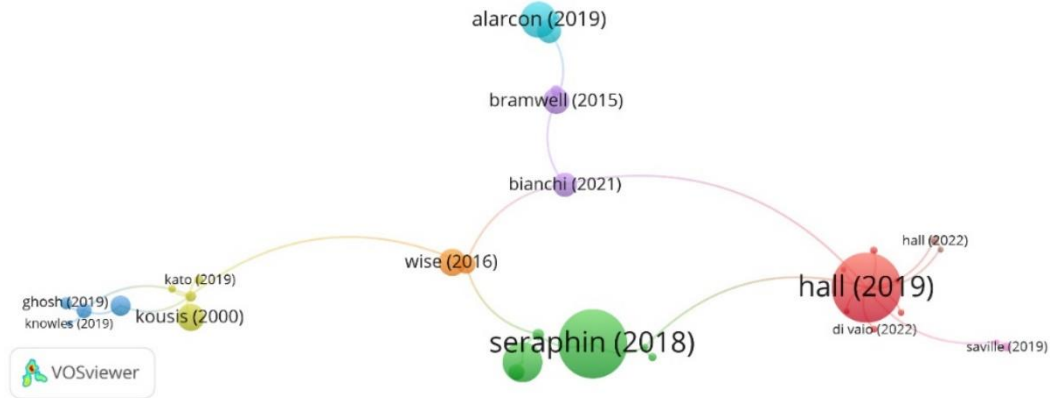 alarcon (2019)
bramwell (2015)
bianchi (2021)
hall (2022)
wise (2016)
kato (2019)
hall (2019)
ghosh (2019)
kousis (2000)
knowles (2019)
di vaio (2022)
seraphin (2018)
saville (2019)
VOSviewer